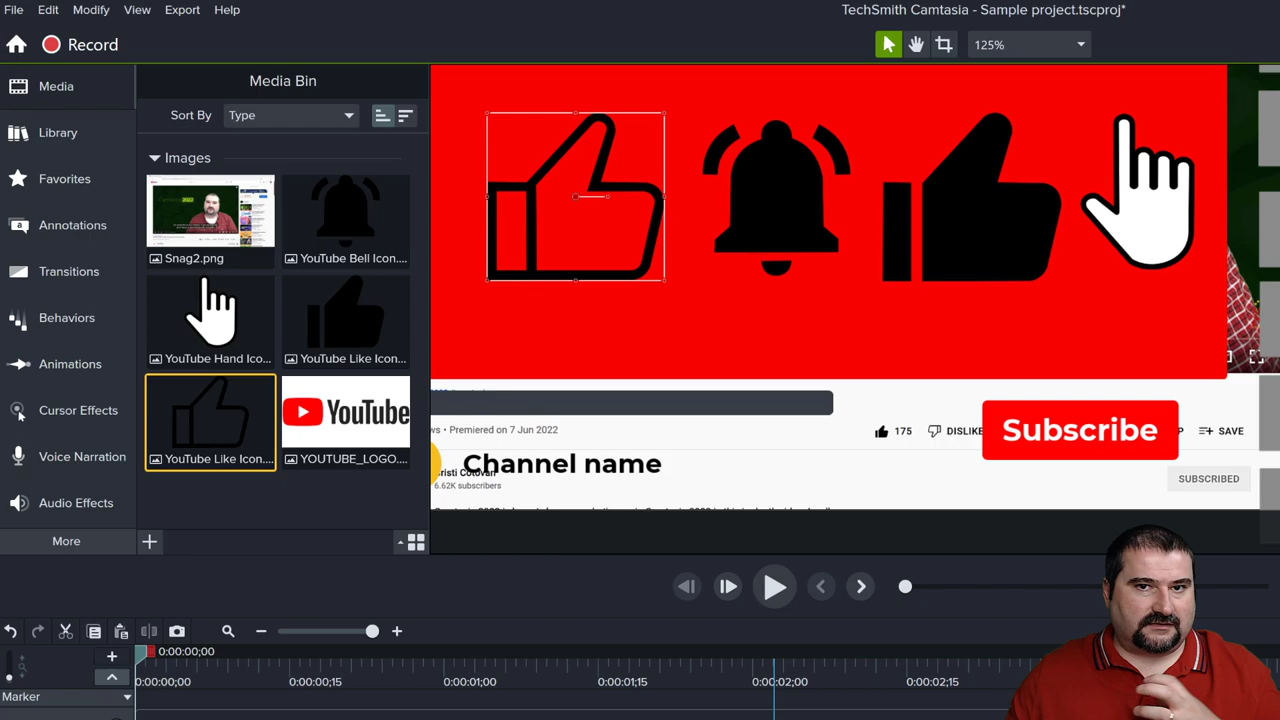 File Edit Modify View Export Help
TechSmith Camtasia - Sample project.tscproj*
Record
125%
Media
Library
Favorites
Annotations
Transitions
Behaviors
Animations
Cursor Effects
Voice Narration
Audio Effects
More
Media Bin
Sort By Type
Images
Snag2.png
YouTube Bell Icon....
YouTube Hand Ico...
YouTube Like Icon...
YouTube Like Icon....
YouTube
YOUTUBE_LOGO....
• Premiered on 7 Jun 2022
175 DISLIKE
SAVE
Subscribe
Channel name
6.62K subscribers
SUBSCRIBED
0:00:00;00
0:00:00;00 0:00:00;15 0:00:01;00 0:00:01;15 0:00:02;00 0:00:02;15
Marker